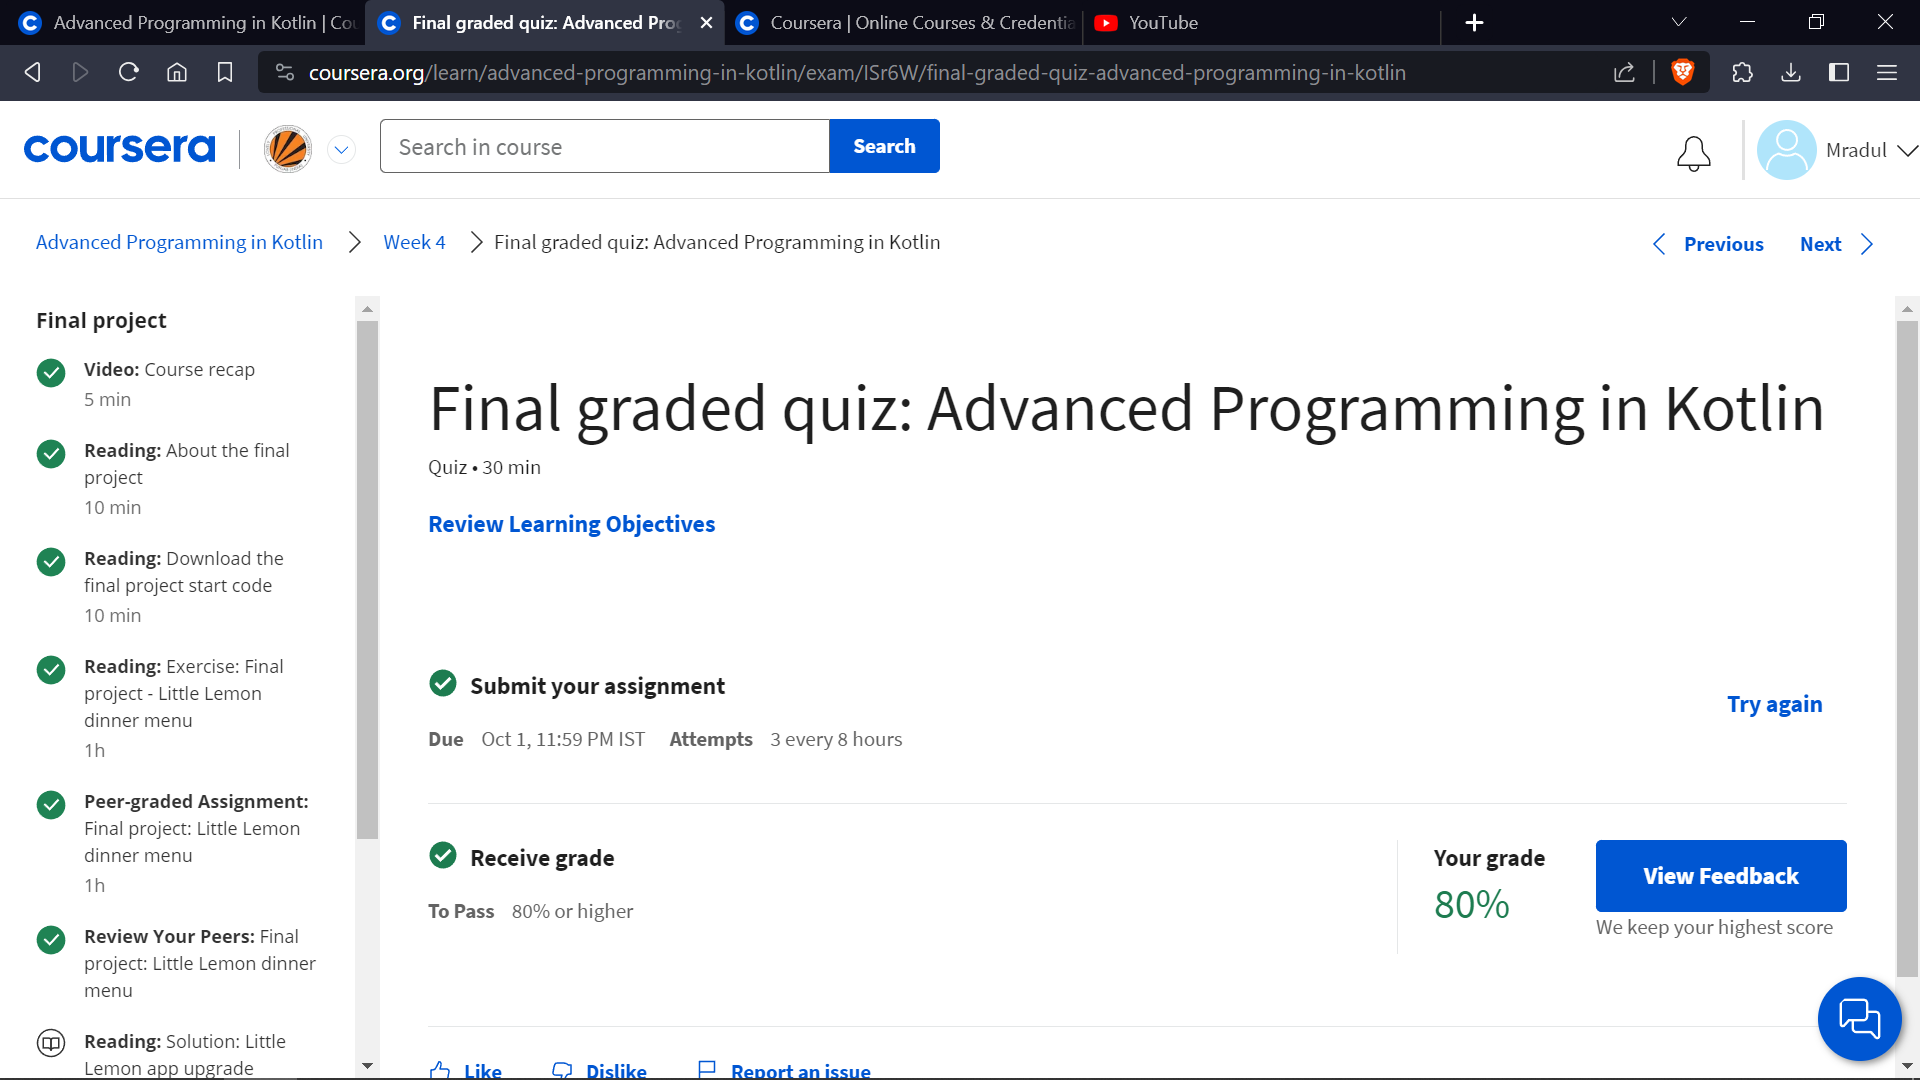 Advanced Programming in Kotlin | Cou
Final graded quiz: Advanced Prog
Coursera | Online Courses & Credentia
YouTube
coursera.org/learn/advanced-programming-in-kotlin/exam/ISr6W/final-graded-quiz-advanced-programming-in-kotlin
coursera
Search in course
Search
Mradul
Advanced Programming in Kotlin
Week 4
Final graded quiz: Advanced Programming in Kotlin
Previous
Next
Final project
Video: Course recap
5 min
Reading: About the final
project
10 min
Reading: Download the
final project start code
10 min
Reading: Exercise: Final
project - Little Lemon
dinner menu
1h
Peer-graded Assignment:
Final project: Little Lemon
dinner menu
1h
Review Your Peers: Final
project: Little Lemon dinner
menu
Reading: Solution: Little
Lemon app upgrade
Final graded quiz: Advanced Programming in Kotlin
Quiz • 30 min
Review Learning Objectives
Submit your assignment
Try again
Due Oct 1, 11:59 PM IST Attempts 3 every 8 hours
Receive grade
To Pass 80% or higher
Your grade
80%
View Feedback
We keep your highest score
Like
Dislike
Report an issue